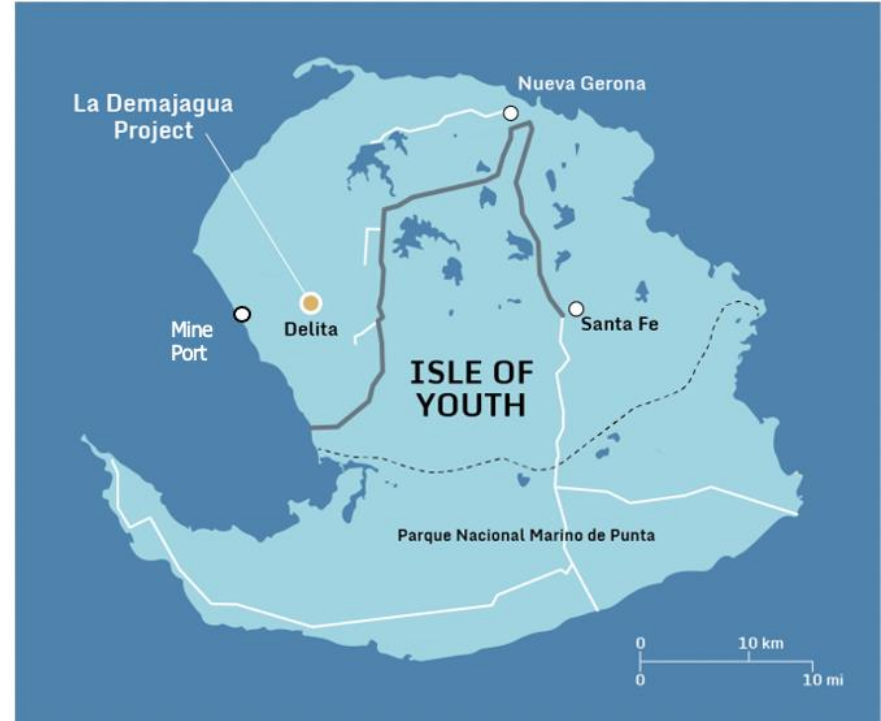 Nueva Gerona
La Demajagua
Project
Mine
Port
Delita
Santa Fe
ISLE OF
YOUTH
Parque Nacional Marino de Punta
0 10 km
0 10 mi